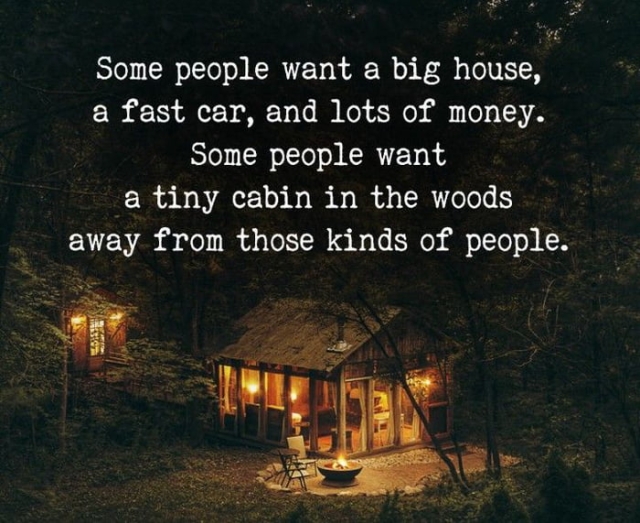 Some people want a big house,
a fast car, and lots of money.
Some people want
a tiny cabin in the woods
away from those kinds of people.